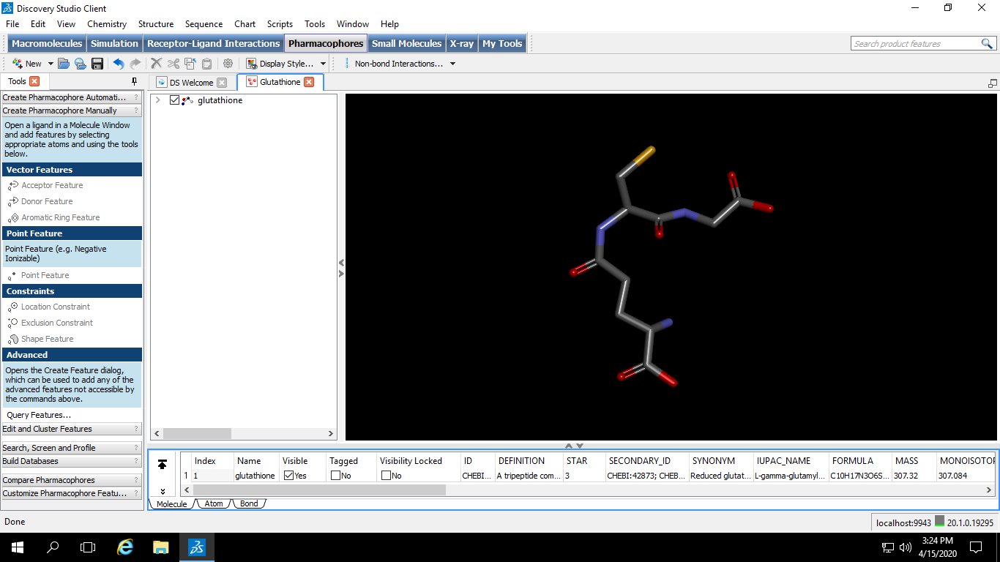 Discovery Studio Client
File Edit View Chemistry Structure Sequence Chart Scripts Tools Window Help
Macromolecules Simulation Receptor-Ligand Interactions Pharmacophores Small Molecules X-ray My Tools
Search product features
New Display Style... Non-bond Interactions...
Tools DS Welcome Glutathione
Create Pharmacophore Automati... ?
Create Pharmacophore Manually ?
Open a ligand in a Molecule Window
and add features by selecting
appropriate atoms and using the tools
below.
Vector Features
Acceptor Feature
Donor Feature
Aromatic Ring Feature
Point Feature
Point Feature (e.g. Negative
Ionizable)
Point Feature
Constraints
Location Constraint
Exclusion Constraint
Shape Feature
Advanced
Opens the Create Feature dialog,
which can be used to add any of the
advanced features not accessible by
the commands above.
Query Features...
Edit and Cluster Features ?
Search, Screen and Profile ?
Build Databases ?
Compare Pharmacophores ?
Customize Pharmacophore Featu... ?
glutathione
Index Name Visible Tagged Visibility Locked ID DEFINITION STAR SECONDARY_ID SYNONYM IUPAC_NAME FORMULA MASS MONOISOTOP
1 1 glutathione Yes No No CHEBI... A tripeptide com... 3 CHEBI:42873; CHEB... Reduced glutat... L-gamma-glutamyl... C10H17N3O6S... 307.32 307.084
Molecule Atom Bond
Done
localhost:9943 20.1.0.19295
3:24 PM
4/15/2020